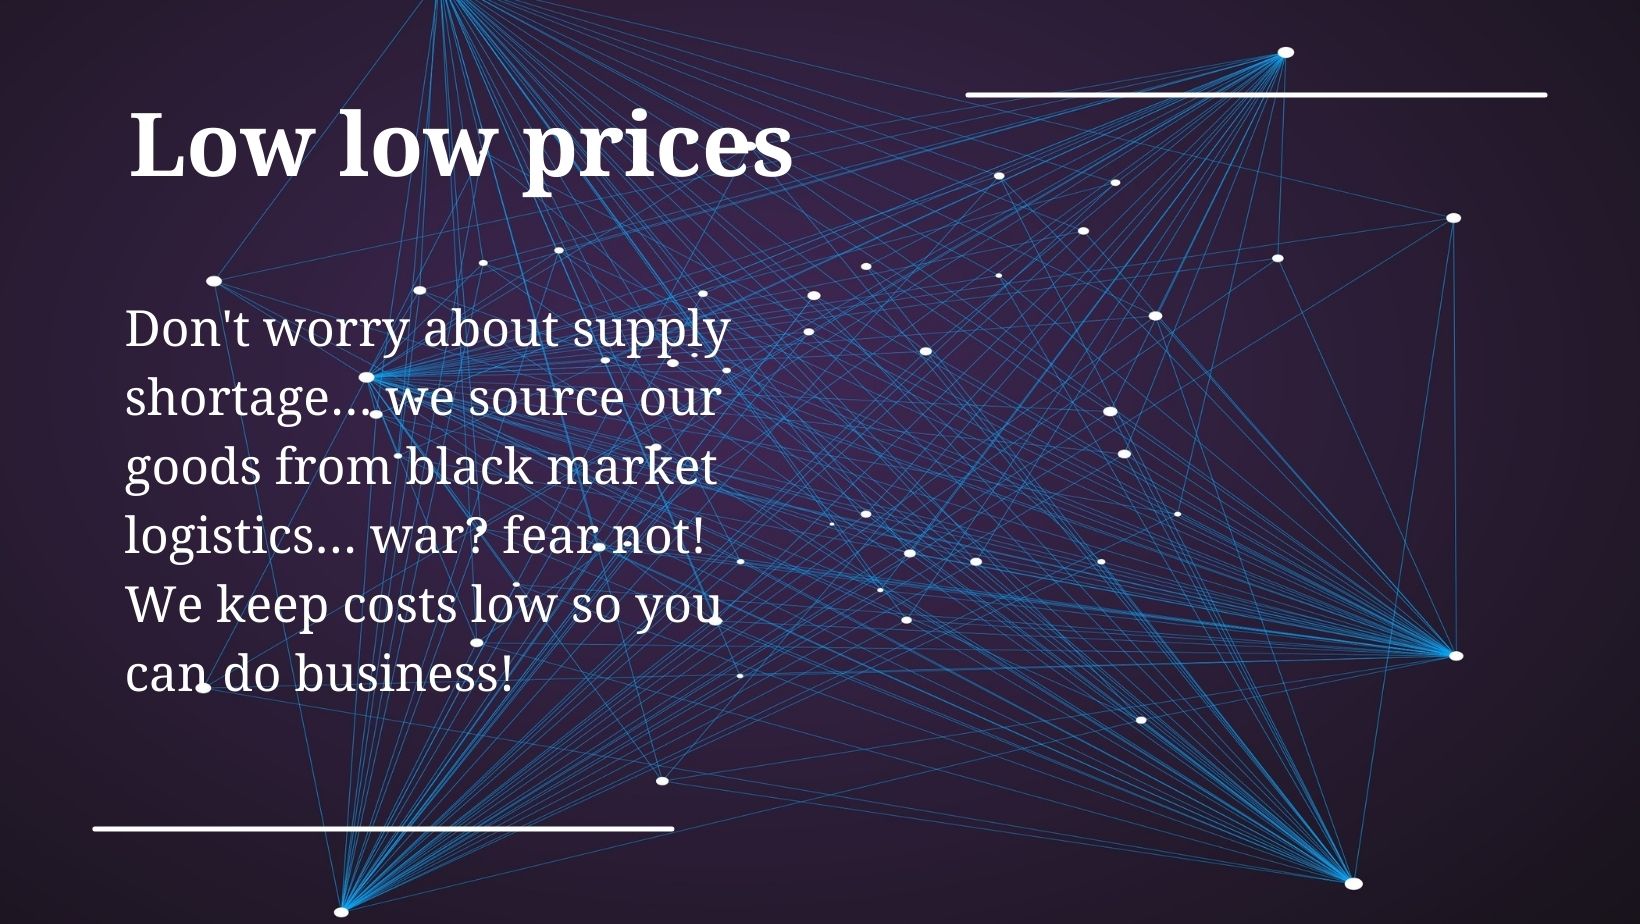 Low low prices
Don't worry about supply
shortage... we source our
goods from black market
logistics... war? fear not!
We keep costs low so you
can do business!